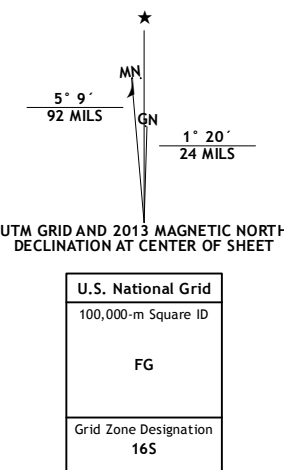 ★
MN
GN
5° 9´
92 MILS
1° 20´
24 MILS
UTM GRID AND 2013 MAGNETIC NORTH
DECLINATION AT CENTER OF SHEET
U.S. National Grid
100,000-m Square ID
FG
Grid Zone Designation
16S